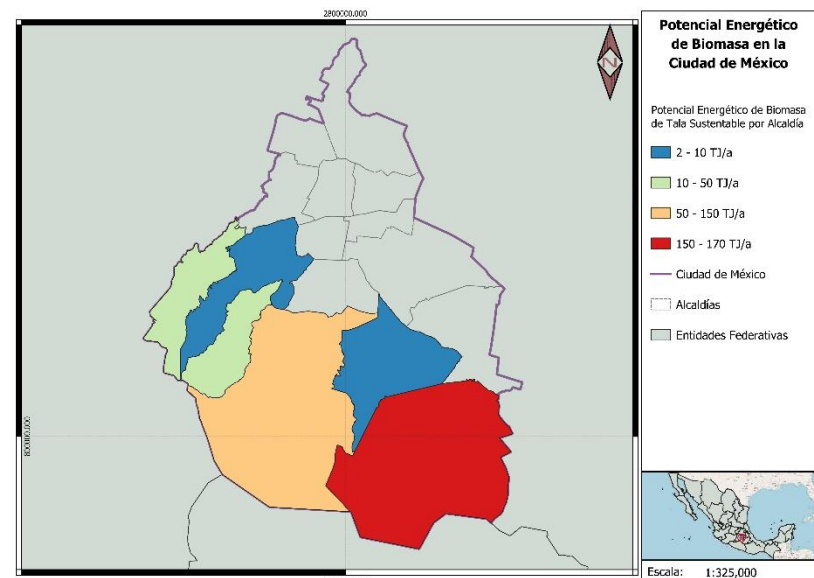 2800000.000
Potencial Energético
de Biomasa en la
Ciudad de México
N
Potencial Energético de Biomasa
de Tala Sustentable por Alcaldía
2 - 10 TJ/a
10 - 50 TJ/a
50 - 150 TJ/a
150 - 170 TJ/a
Ciudad de México
Alcaldías
Entidades Federativas
800000.000
Escala: 1:325,000